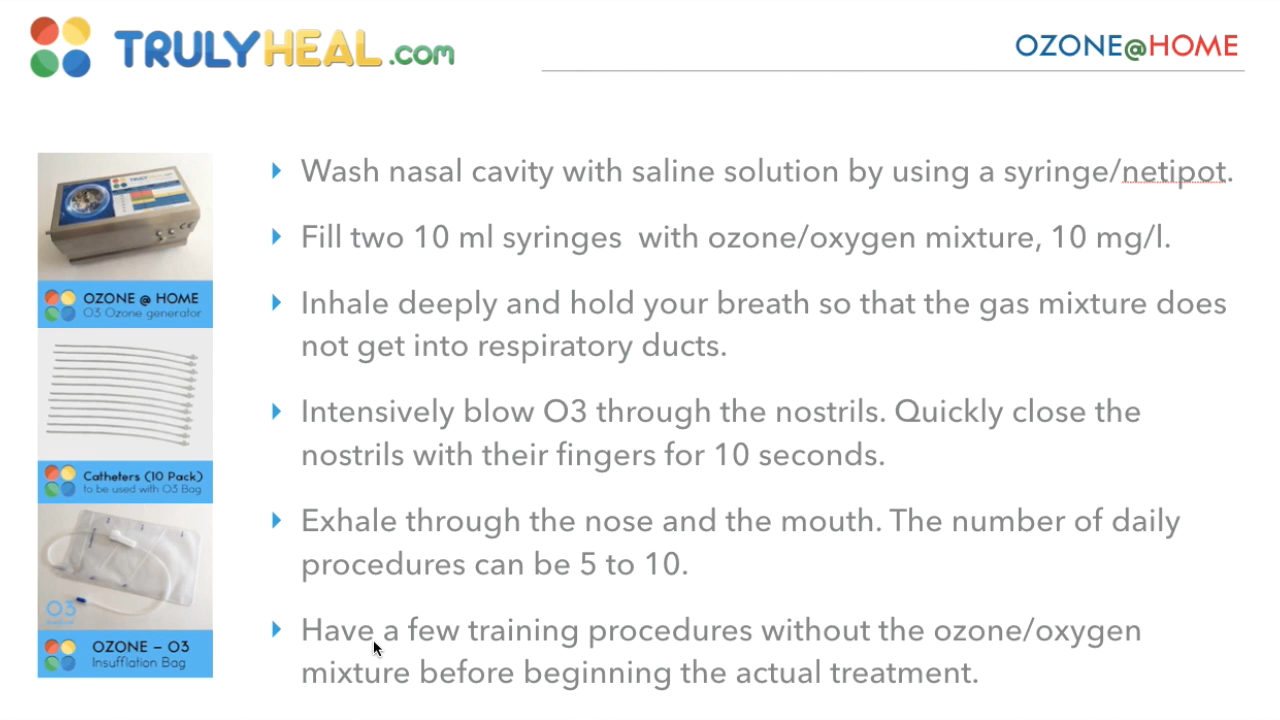 TRULYHEAL.com
OZONE@HOME
Wash nasal cavity with saline solution by using a syringe/netipot.
Fill two 10 ml syringes  with ozone/oxygen mixture, 10 mg/l.
Inhale deeply and hold your breath so that the gas mixture does
not get into respiratory ducts.
Intensively blow O3 through the nostrils. Quickly close the
nostrils with their fingers for 10 seconds.
Exhale through the nose and the mouth. The number of daily
procedures can be 5 to 10.
Have a few training procedures without the ozone/oxygen
mixture before beginning the actual treatment.
OZONE @ HOME
O3 Ozone generator
Catheters (10 Pack)
to be used with O3 Bag
O3
OZONE – O3
Insufflation Bag